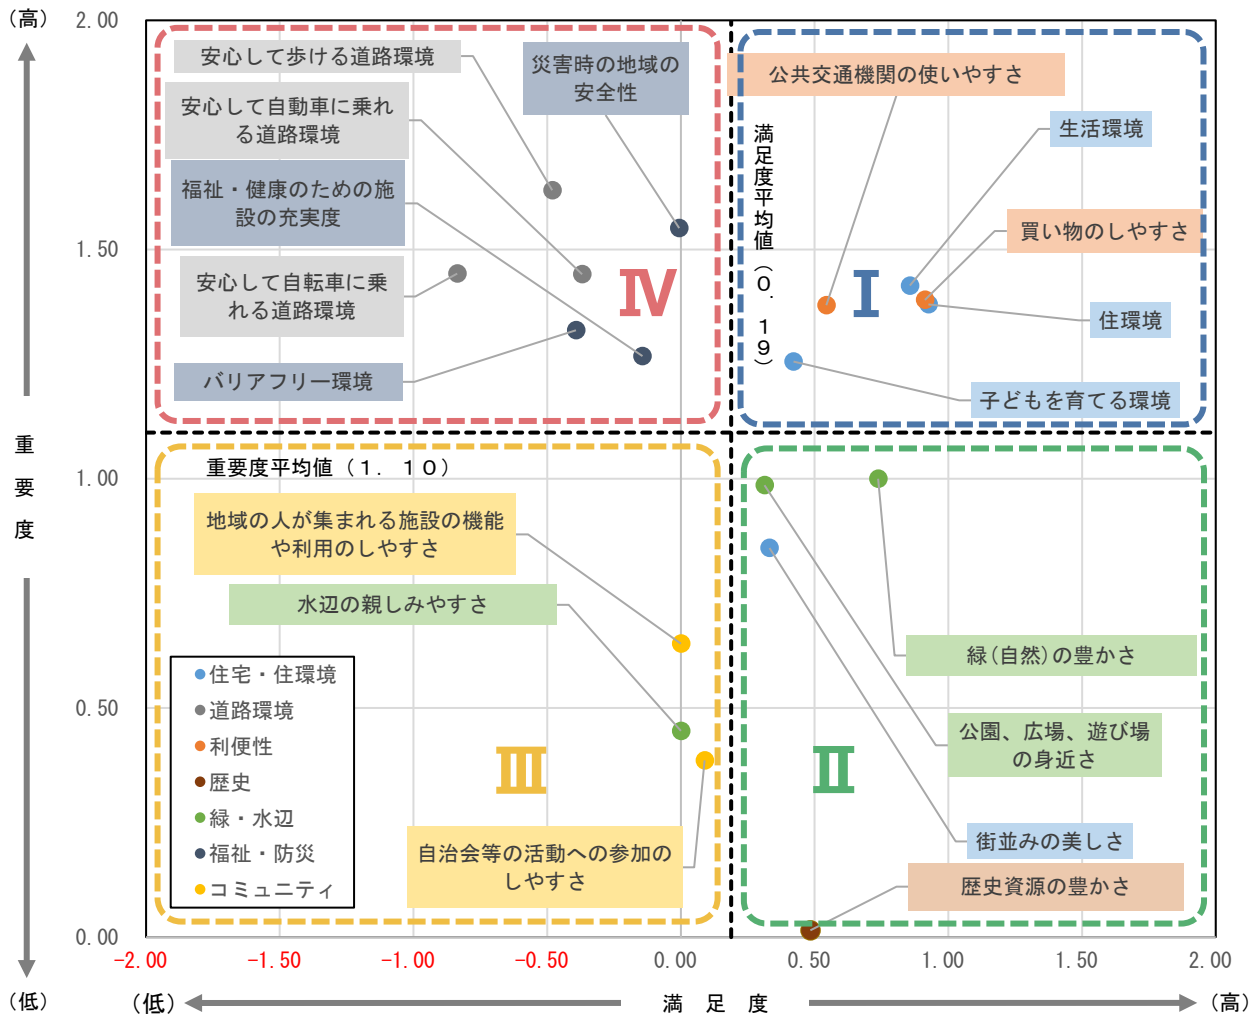 （高）
2.00
安心して歩ける道路環境
災害時の地域の
安全性
公共交通機関の使いやすさ
安心して自動車に乗れ
る道路環境
満足度平均値（０．１９）
生活環境
福祉・健康のための施
設の充実度
買い物のしやすさ
1.50
安心して自転車に乗
れる道路環境
Ⅳ
Ⅰ
住環境
バリアフリー環境
子どもを育てる環境
重要度
重要度平均値（１．１０）
1.00
地域の人が集まれる施設の機能
や利用のしやすさ
水辺の親しみやすさ
緑(自然)の豊かさ
住宅・住環境
道路環境
利便性
歴史
緑・水辺
福祉・防災
コミュニティ
0.50
公園、広場、遊び場
の身近さ
Ⅲ
Ⅱ
街並みの美しさ
自治会等の活動への参加の
しやすさ
歴史資源の豊かさ
0.00
-2.00
-1.50
-1.00
-0.50
0.00
0.50
1.00
1.50
2.00
（低）
（低）
満足度
（高）